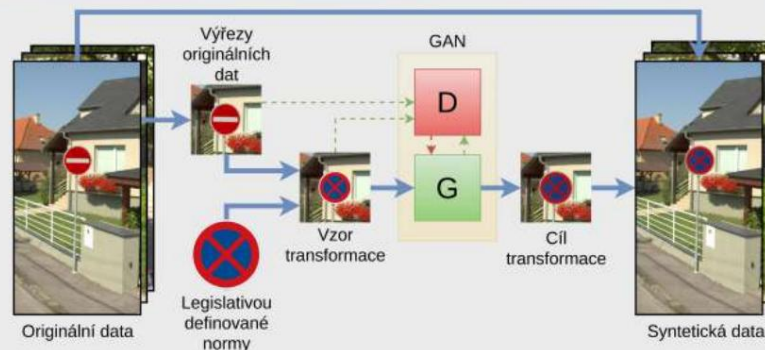 Výřezy
originálních
dat
GAN
D
G
Vzor
transformace
Cíl
transformace
Legislativou
definované
normy
Originální data
Syntetická data